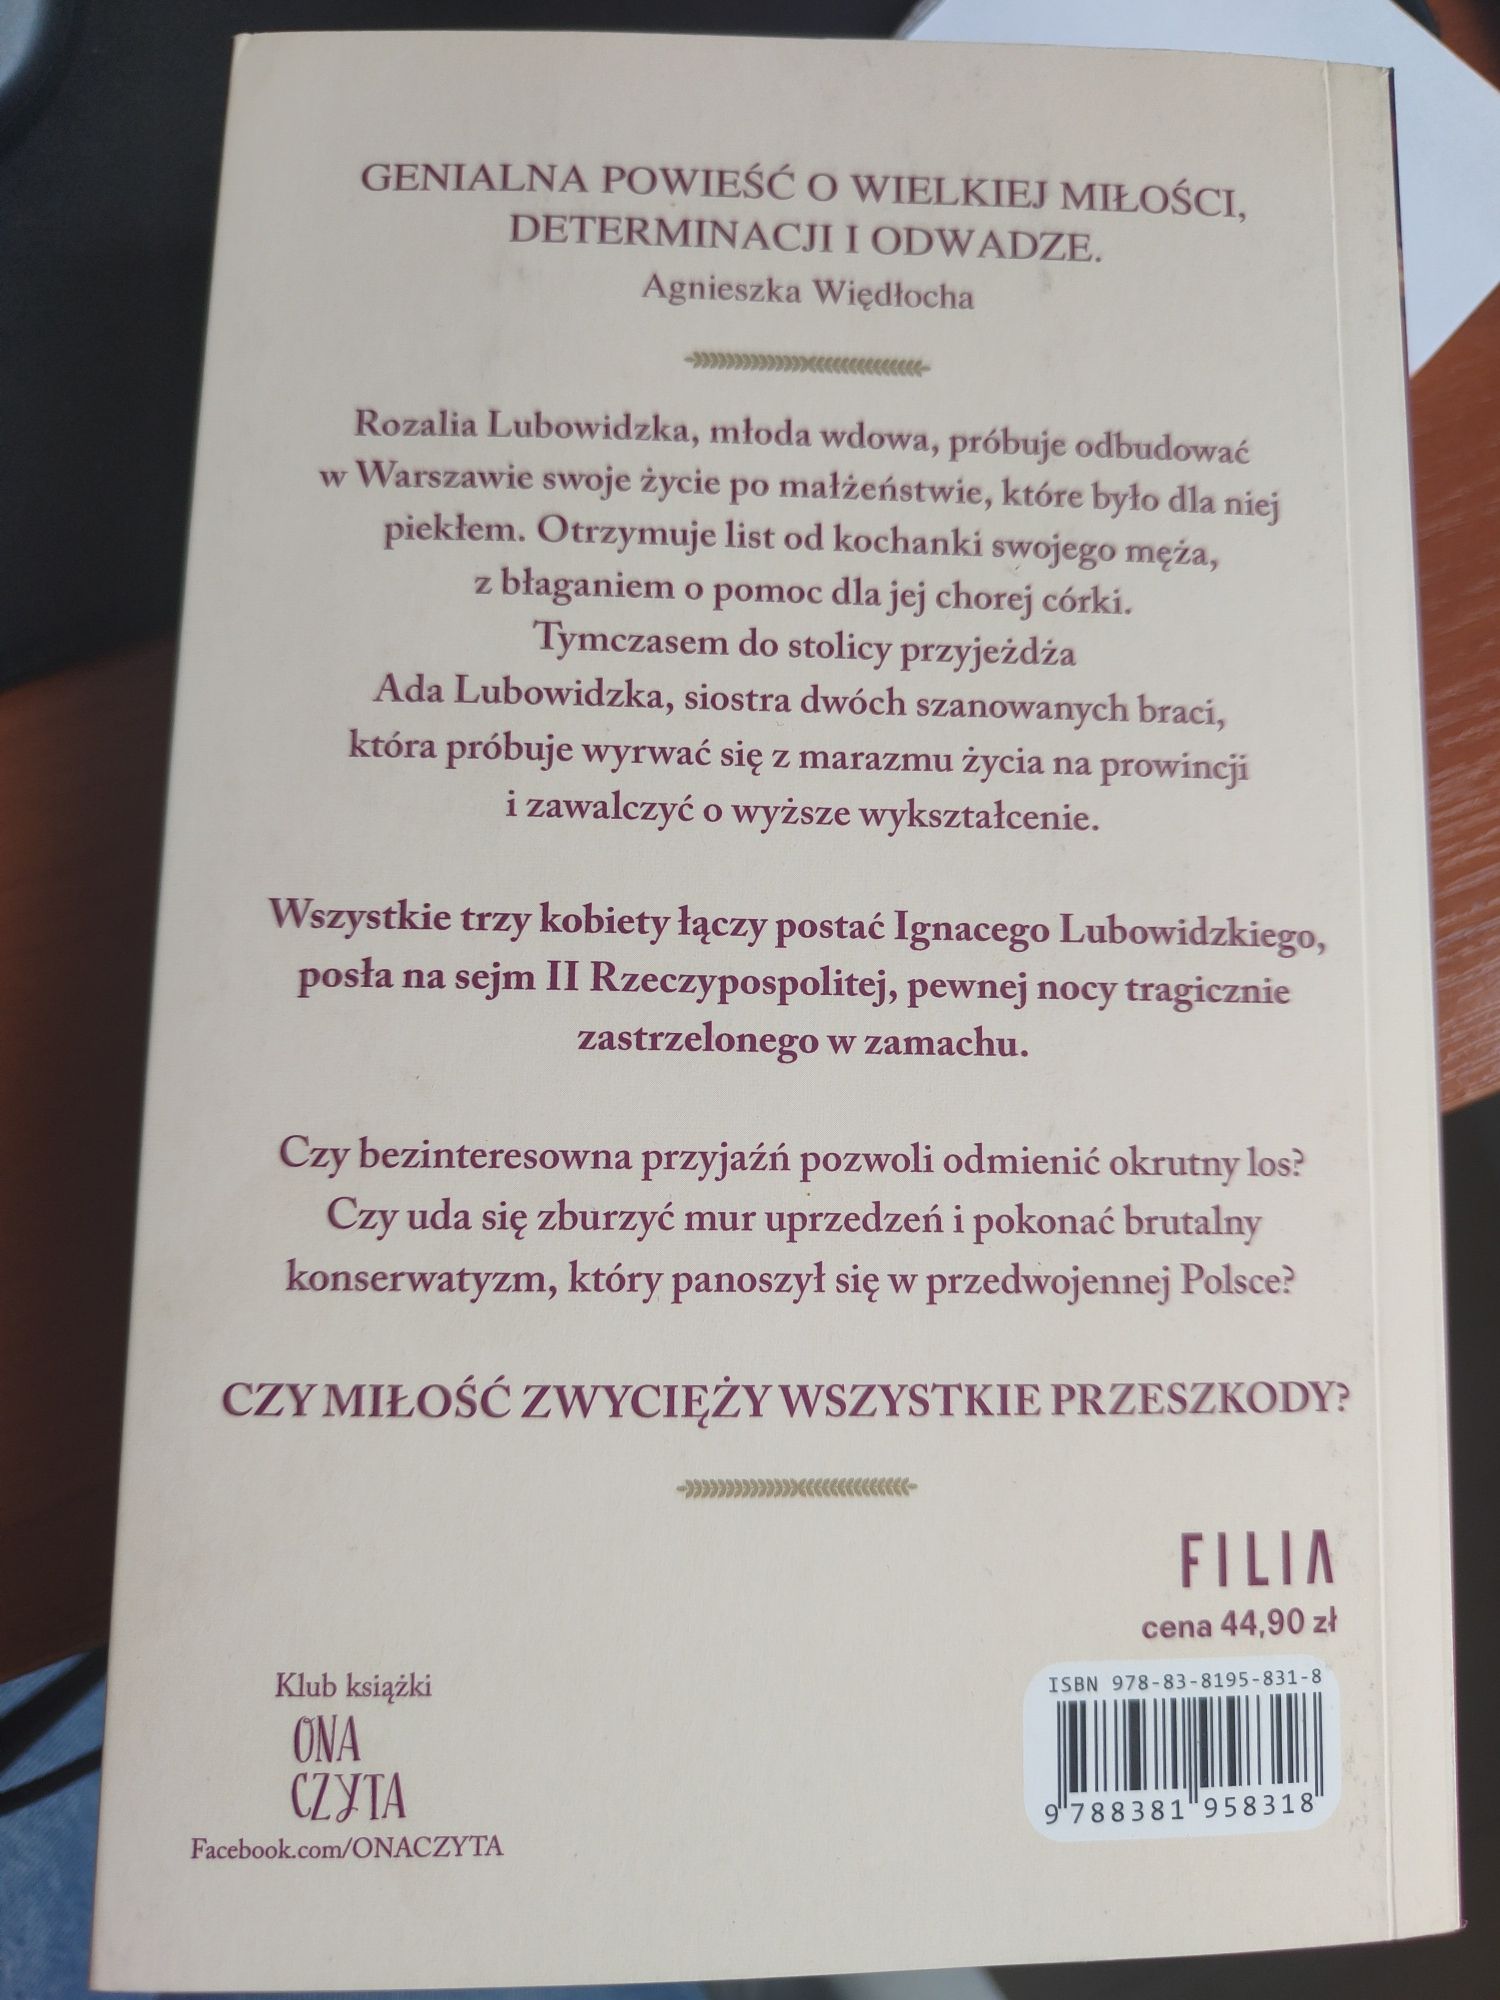 GENIALNA POWIEŚĆ O WIELKIEJ MIŁOŚCI,
DETERMINACJI I ODWADZE.
Agnieszka Więdłocha
Rozalia Lubowidzka, młoda wdowa, próbuje odbudować
w Warszawie swoje życie po małżeństwie, które było dla niej
piekłem. Otrzymuje list od kochanki swojego męża,
z błaganiem o pomoc dla jej chorej córki.
Tymczasem do stolicy przyjeżdża
Ada Lubowidzka, siostra dwóch szanowanych braci,
która próbuje wyrwać się z marazmu życia na prowincji
i zawalczyć o wyższe wykształcenie.
Wszystkie trzy kobiety łączy postać Ignacego Lubowidzkiego,
posła na sejm II Rzeczypospolitej, pewnej nocy tragicznie
zastrzelonego w zamachu.
Czy bezinteresowna przyjaźń pozwoli odmienić okrutny los?
Czy uda się zburzyć mur uprzedzeń i pokonać brutalny
konserwatyzm, który panoszył się w przedwojennej Polsce?
CZY MIŁOŚĆ ZWYCIĘŻY WSZYSTKIE PRZESZKODY?
FILIA
cena 44,90 zł
ISBN 978-83-8195-831-8
9 788381 958318
Klub książki
ONA
CZYTA
Facebook.com/ONACZYTA